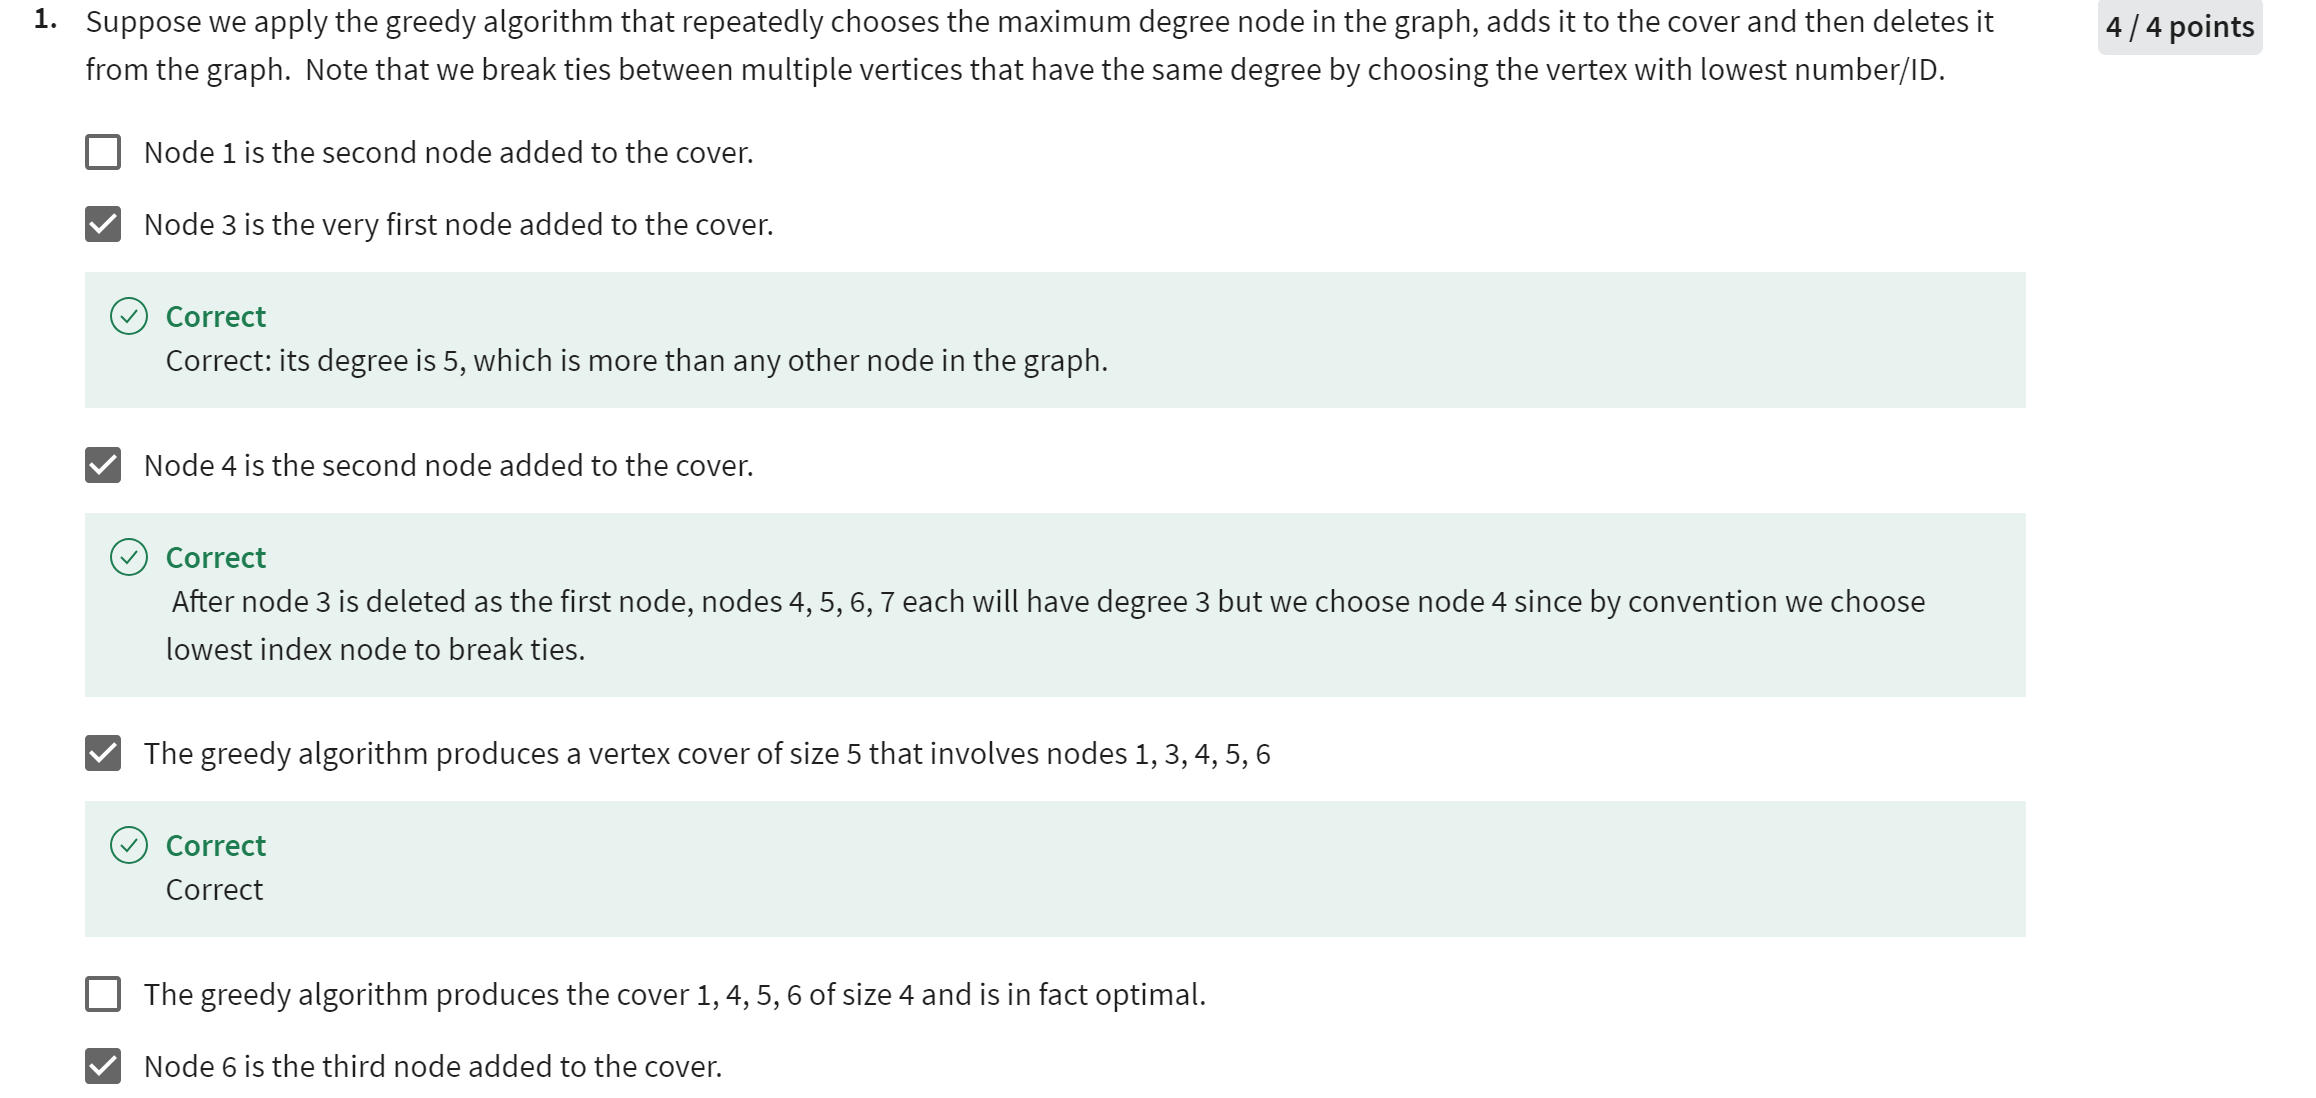 1. Suppose we apply the greedy algorithm that repeatedly chooses the maximum degree node in the graph, adds it to the cover and then deletes it
4 / 4 points
from the graph.  Note that we break ties between multiple vertices that have the same degree by choosing the vertex with lowest number/ID.
Node 1 is the second node added to the cover.
Node 3 is the very first node added to the cover.
Correct
Correct: its degree is 5, which is more than any other node in the graph.
Node 4 is the second node added to the cover.
Correct
After node 3 is deleted as the first node, nodes 4, 5, 6, 7 each will have degree 3 but we choose node 4 since by convention we choose
lowest index node to break ties.
The greedy algorithm produces a vertex cover of size 5 that involves nodes 1, 3, 4, 5, 6
Correct
Correct
The greedy algorithm produces the cover 1, 4, 5, 6 of size 4 and is in fact optimal.
Node 6 is the third node added to the cover.